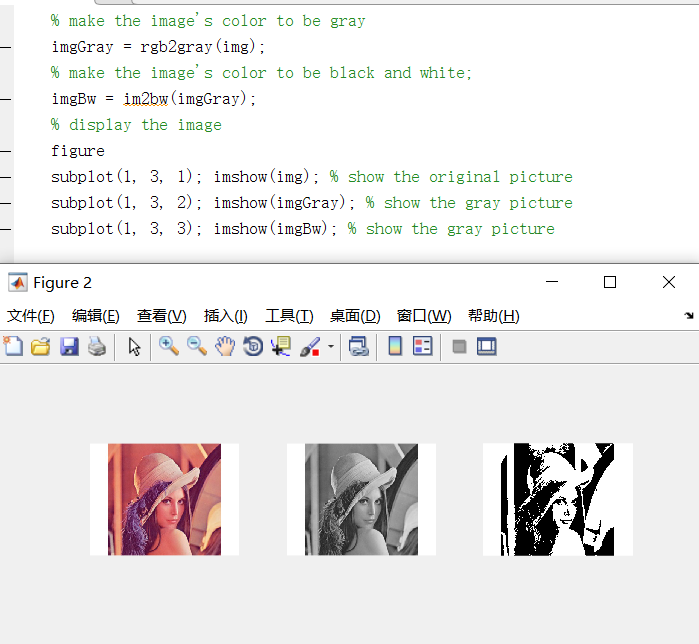 % make the image's color to be gray
imgGray = rgb2gray(img);
% make the image's color to be black and white;
imgBw = im2bw(imgGray);
% display the image
figure
subplot(1, 3, 1); imshow(img); % show the original picture
subplot(1, 3, 2); imshow(imgGray); % show the gray picture
subplot(1, 3, 3); imshow(imgBw); % show the gray picture
Figure 2
文件(F) 编辑(E) 查看(V) 插入(I) 工具(T) 桌面(D) 窗口(W) 帮助(H)